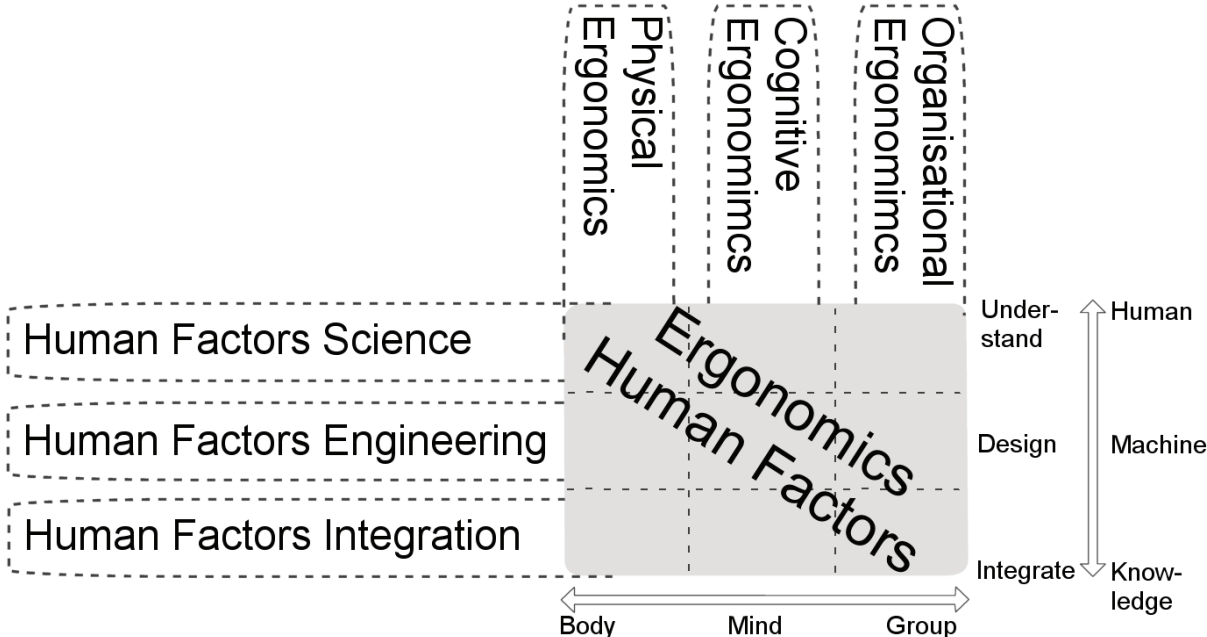 Physical
Ergonomics
Cognitive
Ergonomimcs
Organisational
Ergonomimcs
Human Factors Science
Human Factors Engineering
Human Factors Integration
Ergonomics
Human Factors
Under-
stand
Human
Design
Machine
Integrate
Know-
ledge
Body
Mind
Group